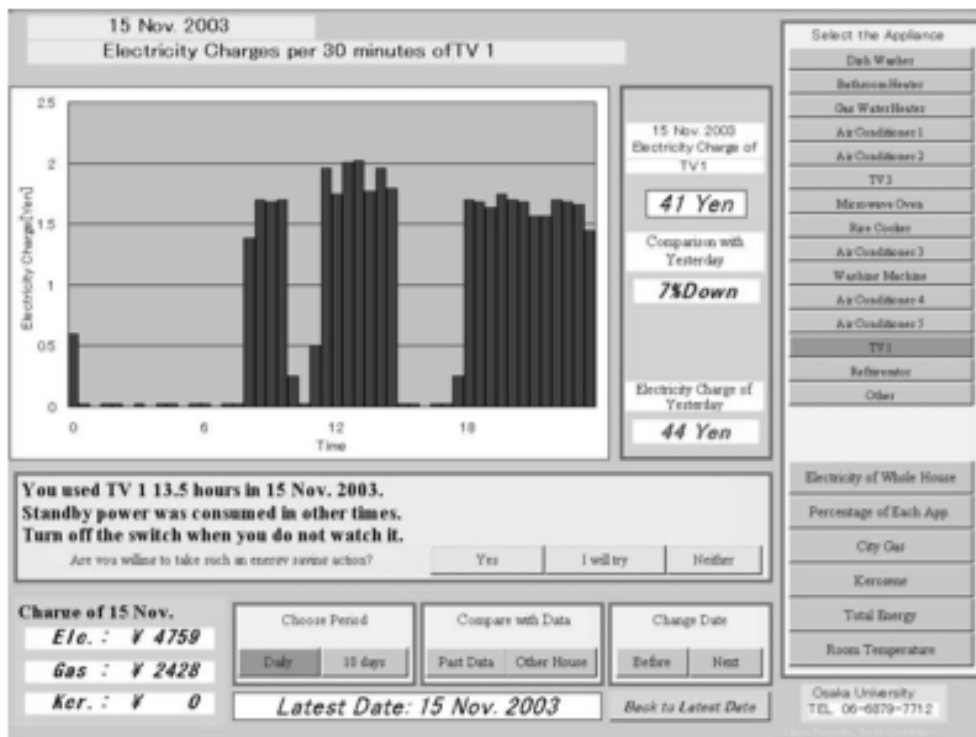 15 Nov. 2003
Electricity Charges per 30 minutes ofTV 1
2.5
2
1.5
1
0.5
0
Electricity Charge[Yen]
0
6
12
18
Time
15 Nov. 2003
Electricity Charge of
TV 1
41 Yen
Comparison with
Yesterday
7%Down
Electricity Charge of
Yesterday
44 Yen
Select the Appliance
Dish Washer
Bathroom Heater
Gas Water Heater
Air Conditioner 1
Air Conditioner 2
TV 2
Microwave Oven
Rice Cooker
Air Conditioner 3
Washing Machine
Air Conditioner 4
Air Conditioner 5
TV 1
Refrigerator
Other
Electricity of Whole House
Percentage of Each App.
City Gas
Kerosene
Total Energy
Room Temperature
You used TV 1 13.5 hours in 15 Nov. 2003.
Standby power was consumed in other times.
Turn off the switch when you do not watch it.
Are you willing to take such an energy saving action?
Yes
I will try
Neither
Charge of 15 Nov.
Ele. : ¥ 4759
Gas : ¥ 2428
Ker. : ¥ 0
Choose Period
Daily
10 days
Compare with Data
Past Data
Other House
Change Date
Before
Next
Latest Date: 15 Nov. 2003
Back to Latest Date
Osaka University
TEL 06-6879-7712